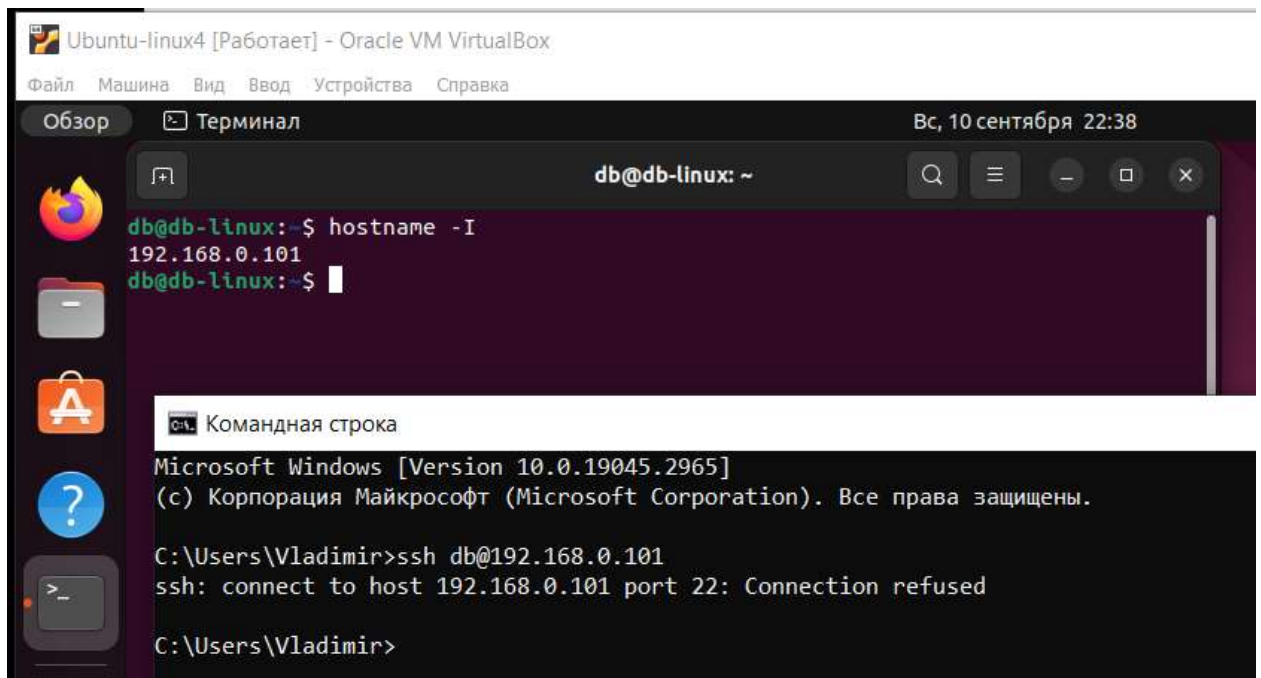 Ubuntu-linux4 [Работает] - Oracle VM VirtualBox
Файл Машина Вид Ввод Устройства Справка
Обзор Терминал Вс, 10 сентября 22:38
db@db-linux: ~
db@db-linux:~$ hostname -I
192.168.0.101
db@db-linux:~$
Командная строка
Microsoft Windows [Version 10.0.19045.2965]
(c) Корпорация Майкрософт (Microsoft Corporation). Все права защищены.
C:\Users\Vladimir>ssh db@192.168.0.101
ssh: connect to host 192.168.0.101 port 22: Connection refused
C:\Users\Vladimir>